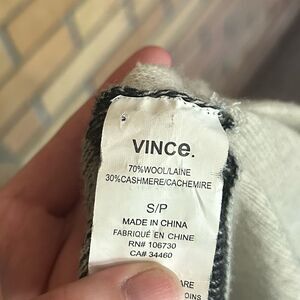 VINCe.
70%WOOL/LAINE
30%CASHMERE/CACHEMIRE
S/P
MADE IN CHINA
FABRIQUÉ EN CHINE
RN# 106730
CA# 34460